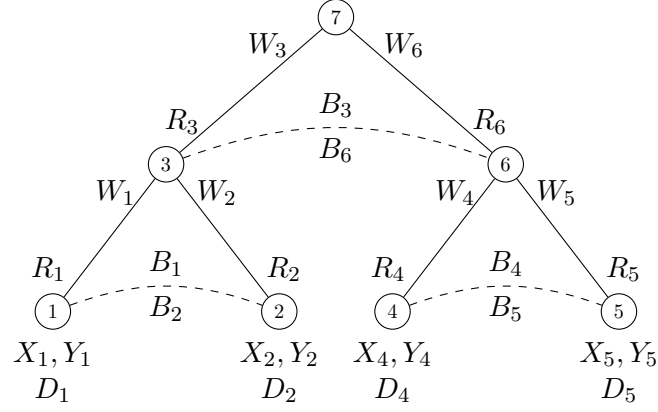 7
W_3 W_6
B_3
R_3 R_6
B_6
3 6
W_1 W_2 W_4 W_5
R_1 B_1 R_2 R_4 B_4 R_5
B_2 B_5
1 2 4 5
X_1, Y_1 X_2, Y_2 X_4, Y_4 X_5, Y_5
D_1 D_2 D_4 D_5